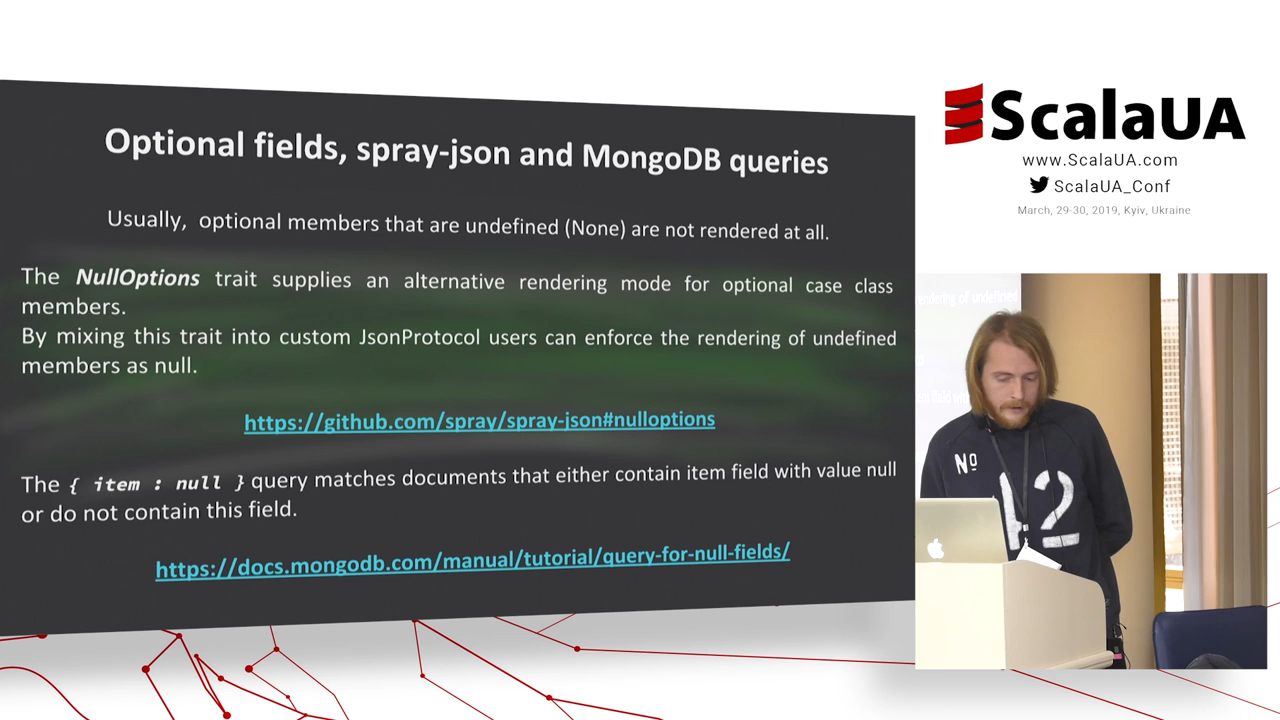 Optional fields, spray-json and MongoDB queries
Usually, optional members that are undefined (None) are not rendered at all.
The NullOptions trait supplies an alternative rendering mode for optional case class
members.
By mixing this trait into custom JsonProtocol users can enforce the rendering of undefined
members as null.
https://github.com/spray/spray-json#nulloptions
The { item : null } query matches documents that either contain item field with value null
or do not contain this field.
https://docs.mongodb.com/manual/tutorial/query-for-null-fields/
ScalaUA
www.ScalaUA.com
ScalaUA_Conf
March, 29-30, 2019, Kyiv, Ukraine
rendering of undefined
Nº
42